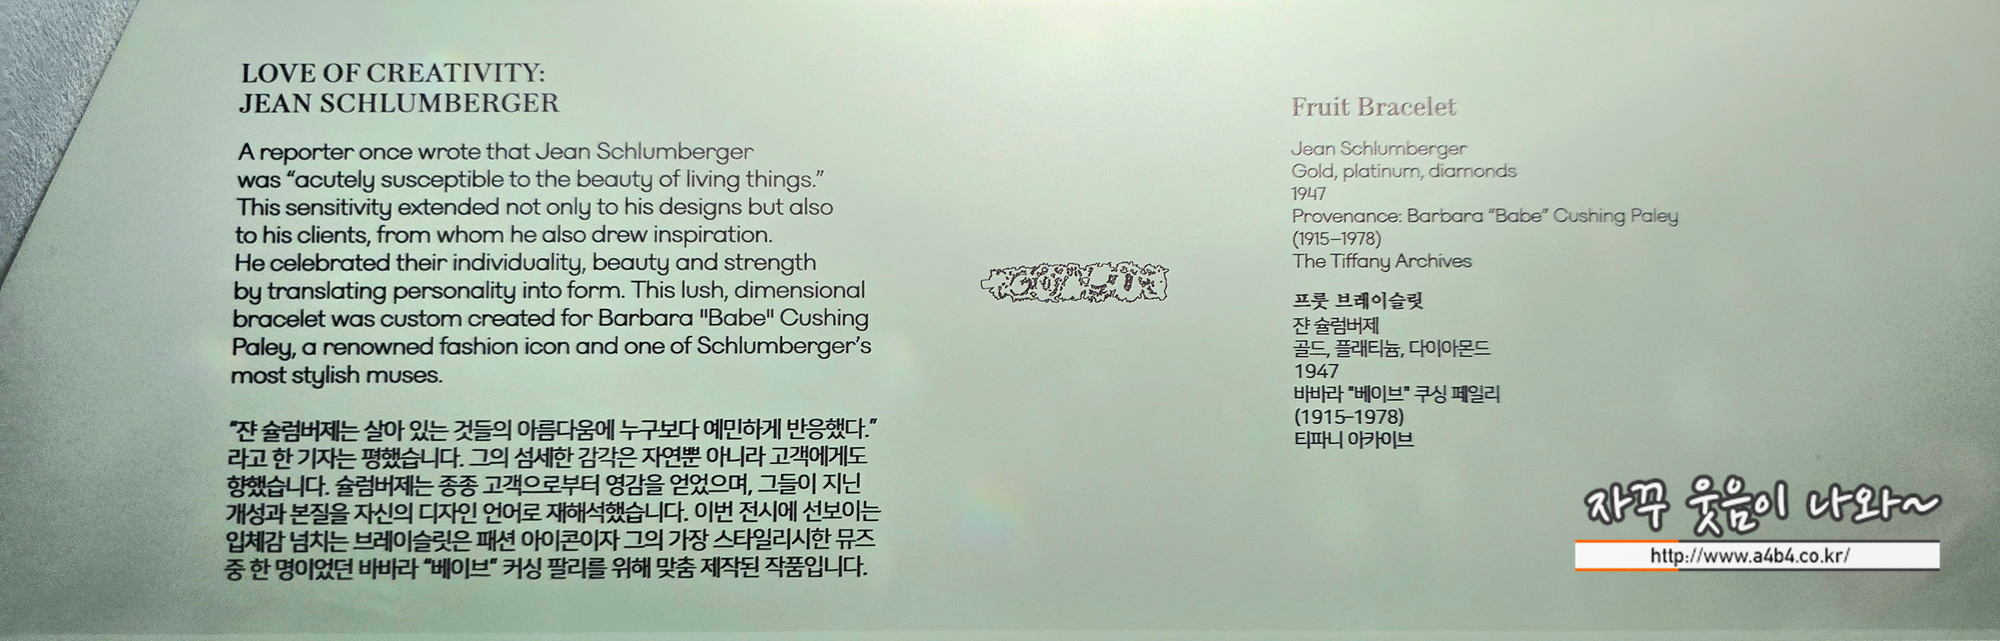 LOVE OF CREATIVITY:
JEAN SCHLUMBERGER
A reporter once wrote that Jean Schlumberger
was “acutely susceptible to the beauty of living things.”
This sensitivity extended not only to his designs but also
to his clients, from whom he also drew inspiration.
He celebrated their individuality, beauty and strength
by translating personality into form. This lush, dimensional
bracelet was custom created for Barbara "Babe" Cushing
Paley, a renowned fashion icon and one of Schlumberger’s
most stylish muses.
“쟌 슐럼버제는 살아 있는 것들의 아름다움에 누구보다 예민하게 반응했다.”
라고 한 기자는 평했습니다. 그의 섬세한 감각은 자연뿐 아니라 고객에게도
향했습니다. 슐럼버제는 종종 고객으로부터 영감을 얻었으며, 그들이 지닌
개성과 본질을 자신의 디자인 언어로 재해석했습니다. 이번 전시에 선보이는
입체감 넘치는 브레이슬릿은 패션 아이콘이자 그의 가장 스타일리시한 뮤즈
중 한 명이었던 바바라 “베이브” 커싱 팔리를 위해 맞춤 제작된 작품입니다.
Fruit Bracelet
Jean Schlumberger
Gold, platinum, diamonds
1947
Provenance: Barbara “Babe” Cushing Paley
(1915–1978)
The Tiffany Archives
프룻 브레이슬릿
쟌 슐럼버제
골드, 플래티늄, 다이아몬드
1947
바바라 "베이브" 쿠싱 페일리
(1915–1978)
티파니 아카이브
자꾸 웃음이 나와~
http://www.a4b4.co.kr/